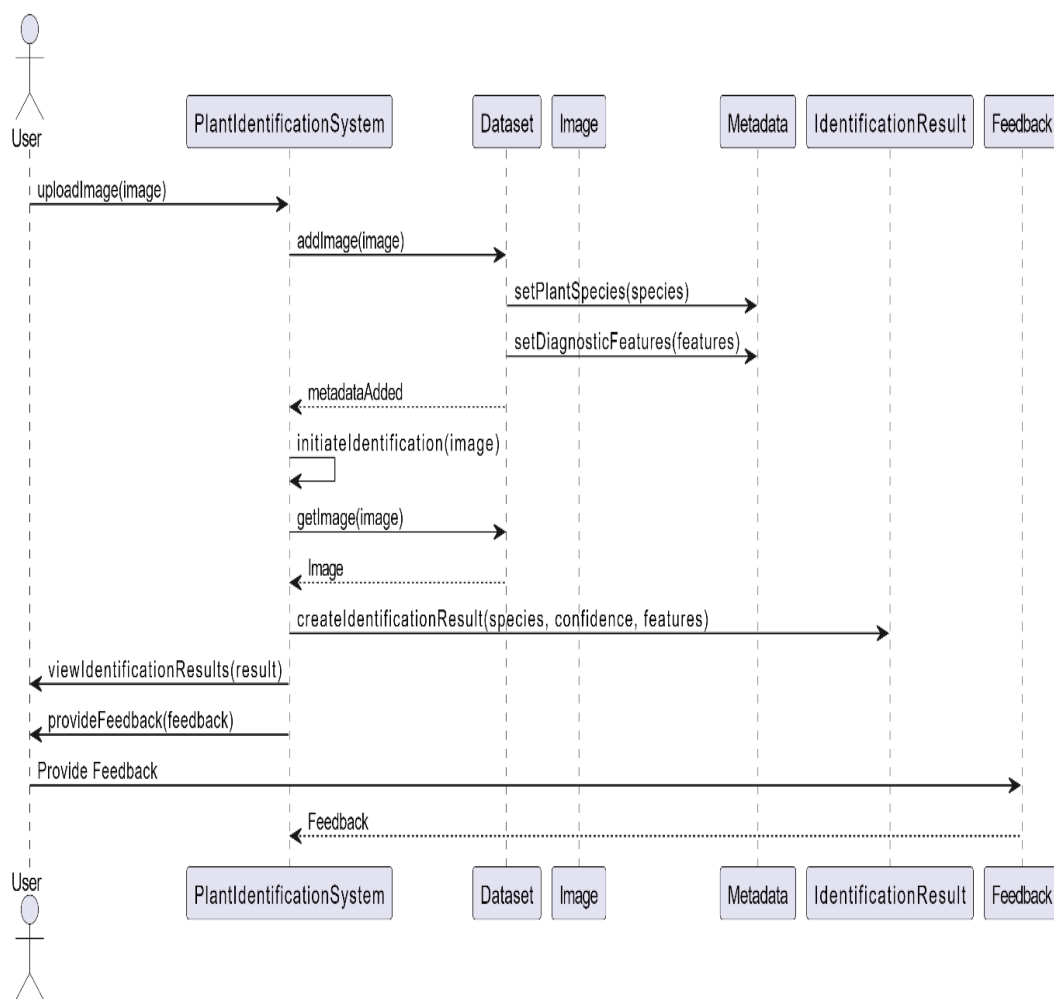 User
PlantIdentificationSystem
Dataset
Image
Metadata
IdentificationResult
Feedback
uploadImage(image)
addImage(image)
setPlantSpecies(species)
setDiagnosticFeatures(features)
metadataAdded
initiateIdentification(image)
getImage(image)
Image
createIdentificationResult(species, confidence, features)
viewIdentificationResults(result)
provideFeedback(feedback)
Provide Feedback
Feedback
User
PlantIdentificationSystem
Dataset
Image
Metadata
IdentificationResult
Feedback